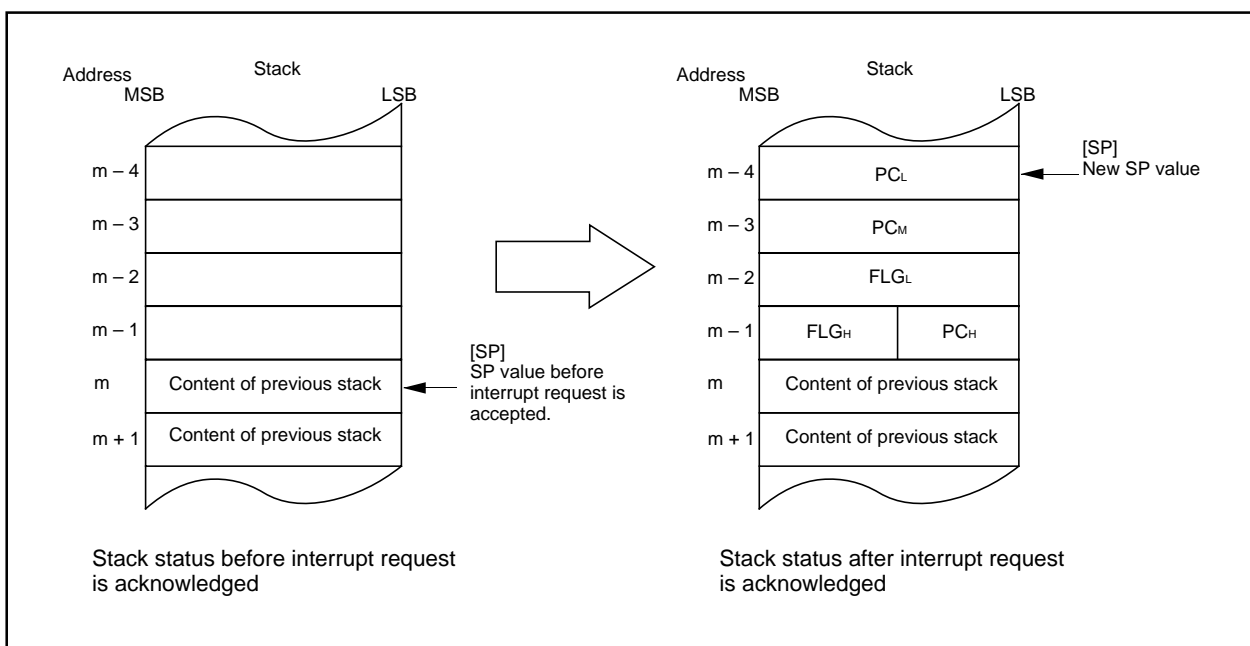 Address
Stack
MSB
LSB
m – 4
m – 3
m – 2
m – 1
m
Content of previous stack
m + 1
Content of previous stack
[SP]
SP value before
interrupt request is
accepted.
Stack status before interrupt request
is acknowledged
Address
Stack
MSB
LSB
m – 4
PCL
[SP]
New SP value
m – 3
PCM
m – 2
FLGL
m – 1
FLGH
PCH
m
Content of previous stack
m + 1
Content of previous stack
Stack status after interrupt request
is acknowledged